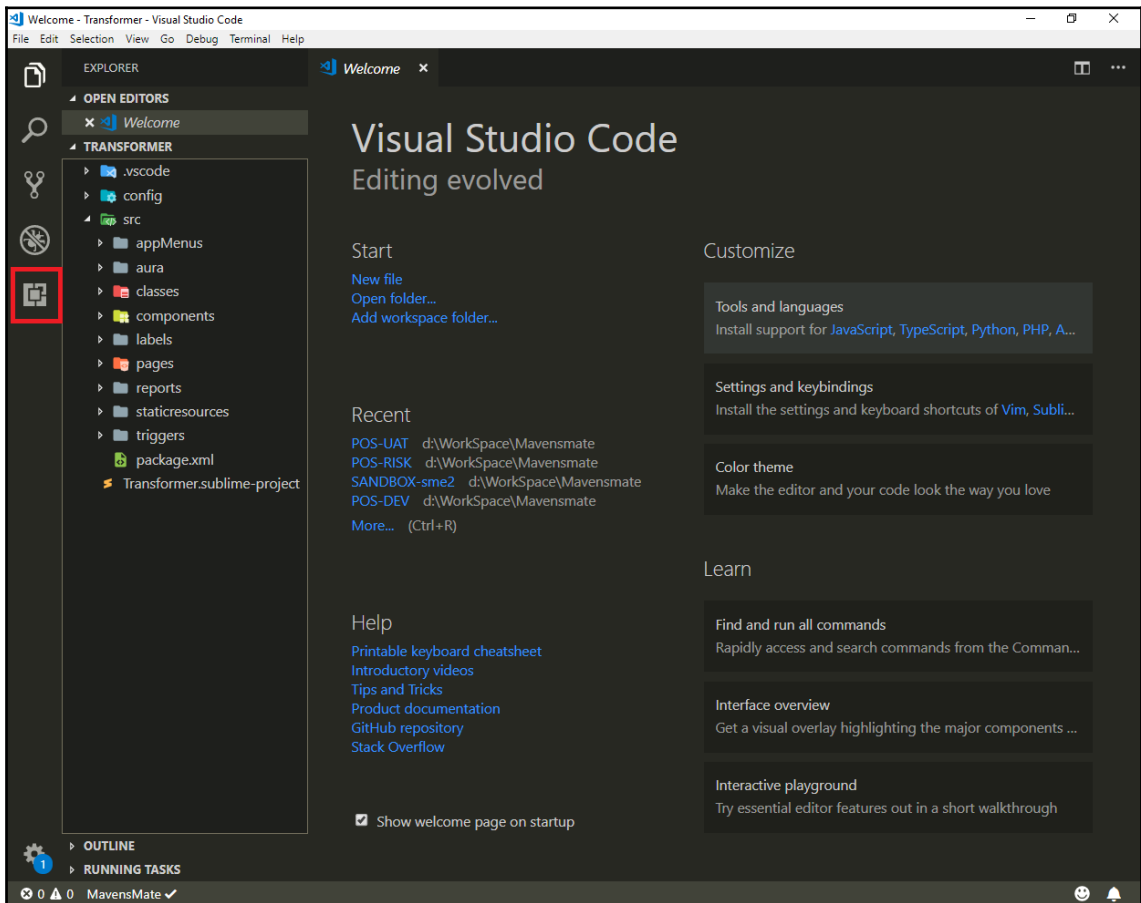 Welcome - Transformer - Visual Studio Code
File Edit Selection View Go Debug Terminal Help
EXPLORER
OPEN EDITORS
Welcome
TRANSFORMER
.vscode
config
src
appMenus
aura
classes
components
labels
pages
reports
staticresources
triggers
package.xml
Transformer.sublime-project
OUTLINE
RUNNING TASKS
1
Welcome
Visual Studio Code
Editing evolved
Start
New file
Open folder...
Add workspace folder...
Recent
POS-UAT d:\WorkSpace\Mavensmate
POS-RISK d:\WorkSpace\Mavensmate
SANDBOX-sme2 d:\WorkSpace\Mavensmate
POS-DEV d:\WorkSpace\Mavensmate
More... (Ctrl+R)
Help
Printable keyboard cheatsheet
Introductory videos
Tips and Tricks
Product documentation
GitHub repository
Stack Overflow
Show welcome page on startup
Customize
Tools and languages
Install support for JavaScript, TypeScript, Python, PHP, A...
Settings and keybindings
Install the settings and keyboard shortcuts of Vim, Subli...
Color theme
Make the editor and your code look the way you love
Learn
Find and run all commands
Rapidly access and search commands from the Comman...
Interface overview
Get a visual overlay highlighting the major components ...
Interactive playground
Try essential editor features out in a short walkthrough
0 0 MavensMate